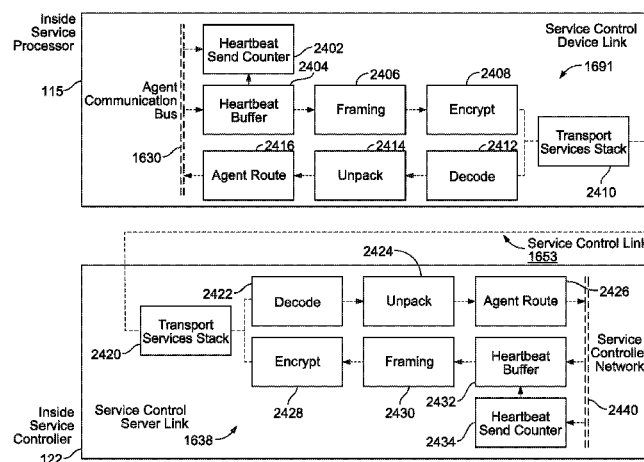 Inside
Service
Processor
115
Agent
Communication
Bus
1630
Heartbeat
Send Counter
2402
2404
Heartbeat
Buffer
2406
Framing
2408
Encrypt
Service Control
Device Link
1691
2416
Agent Route
2414
Unpack
2412
Decode
Transport
Services Stack
2410
Service Control Link
1653
2422
Decode
2424
Unpack
2426
Agent Route
Transport
Services Stack
2420
Encrypt
2428
Framing
2430
Heartbeat
Buffer
2432
Service
Controller
Network
2440
Heartbeat
Send Counter
2434
Service Control
Server Link
1638
Inside
Service
Controller
122